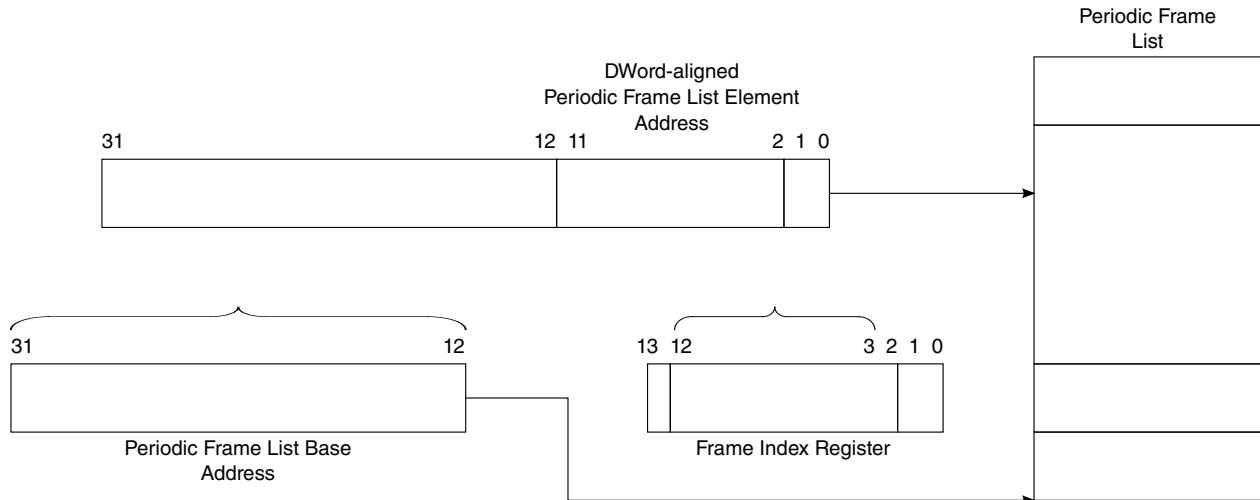 Periodic Frame
List
DWord-aligned
Periodic Frame List Element
Address
31 12 11 2 1 0
31 12 13 12 3 2 1 0
Periodic Frame List Base
Address
Frame Index Register